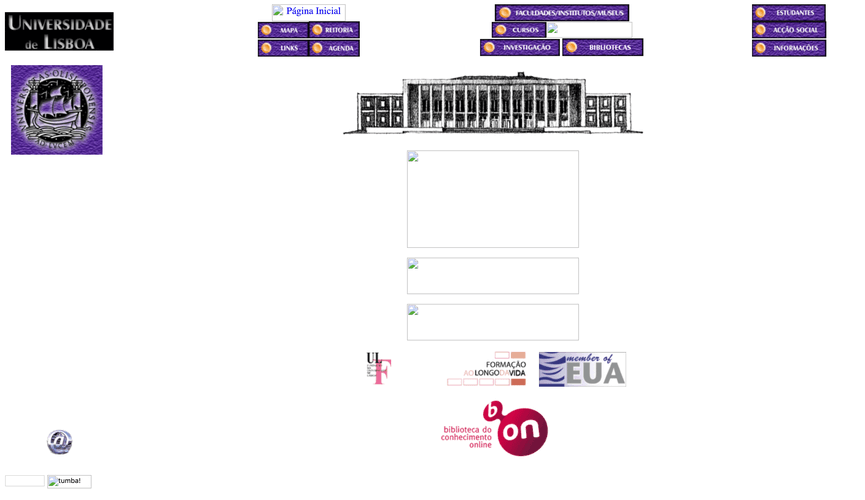 UNIVERSIDADE
DE LISBOA
Página Inicial
MAPA
REITORIA
LINKS
AGENDA
FACULDADES/INSTITUTOS/MUSEUS
CURSOS
INVESTIGAÇÃO
BIBLIOTECAS
ESTUDANTES
ACÇÃO SOCIAL
INFORMAÇÕES
UL
F
FORMAÇÃO
AO LONGO DA VIDA
member of
EUA
b on
biblioteca do
conhecimento
online
@
tumba!